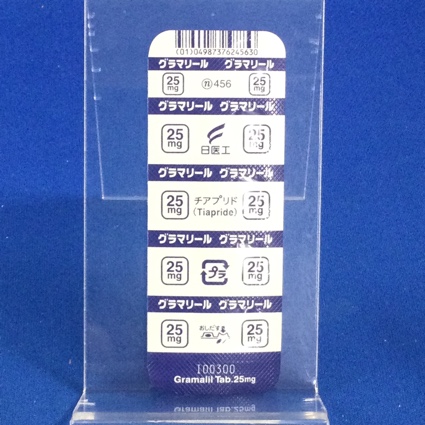 (01)04987376245630
グラマリール グラマリール
25 mg ⓝ456 25 mg
グラマリール グラマリール
25 mg 日医工 25 mg
グラマリール グラマリール
25 mg チアプリド 25 mg
(Tiapride)
グラマリール グラマリール
25 mg プラ 25 mg
グラマリール グラマリール
25 mg おしだす 25 mg
100300
Gramalil Tab.25mg